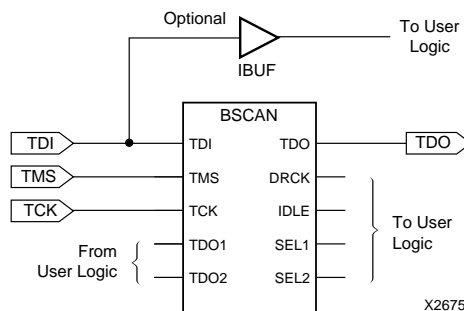 Optional
To User
Logic
IBUF
BSCAN
TDI
TDI
TDO
TDO
TMS
TMS
DRCK
TCK
TCK
IDLE
To User
Logic
From
User Logic
TDO1
SEL1
TDO2
SEL2
X2675